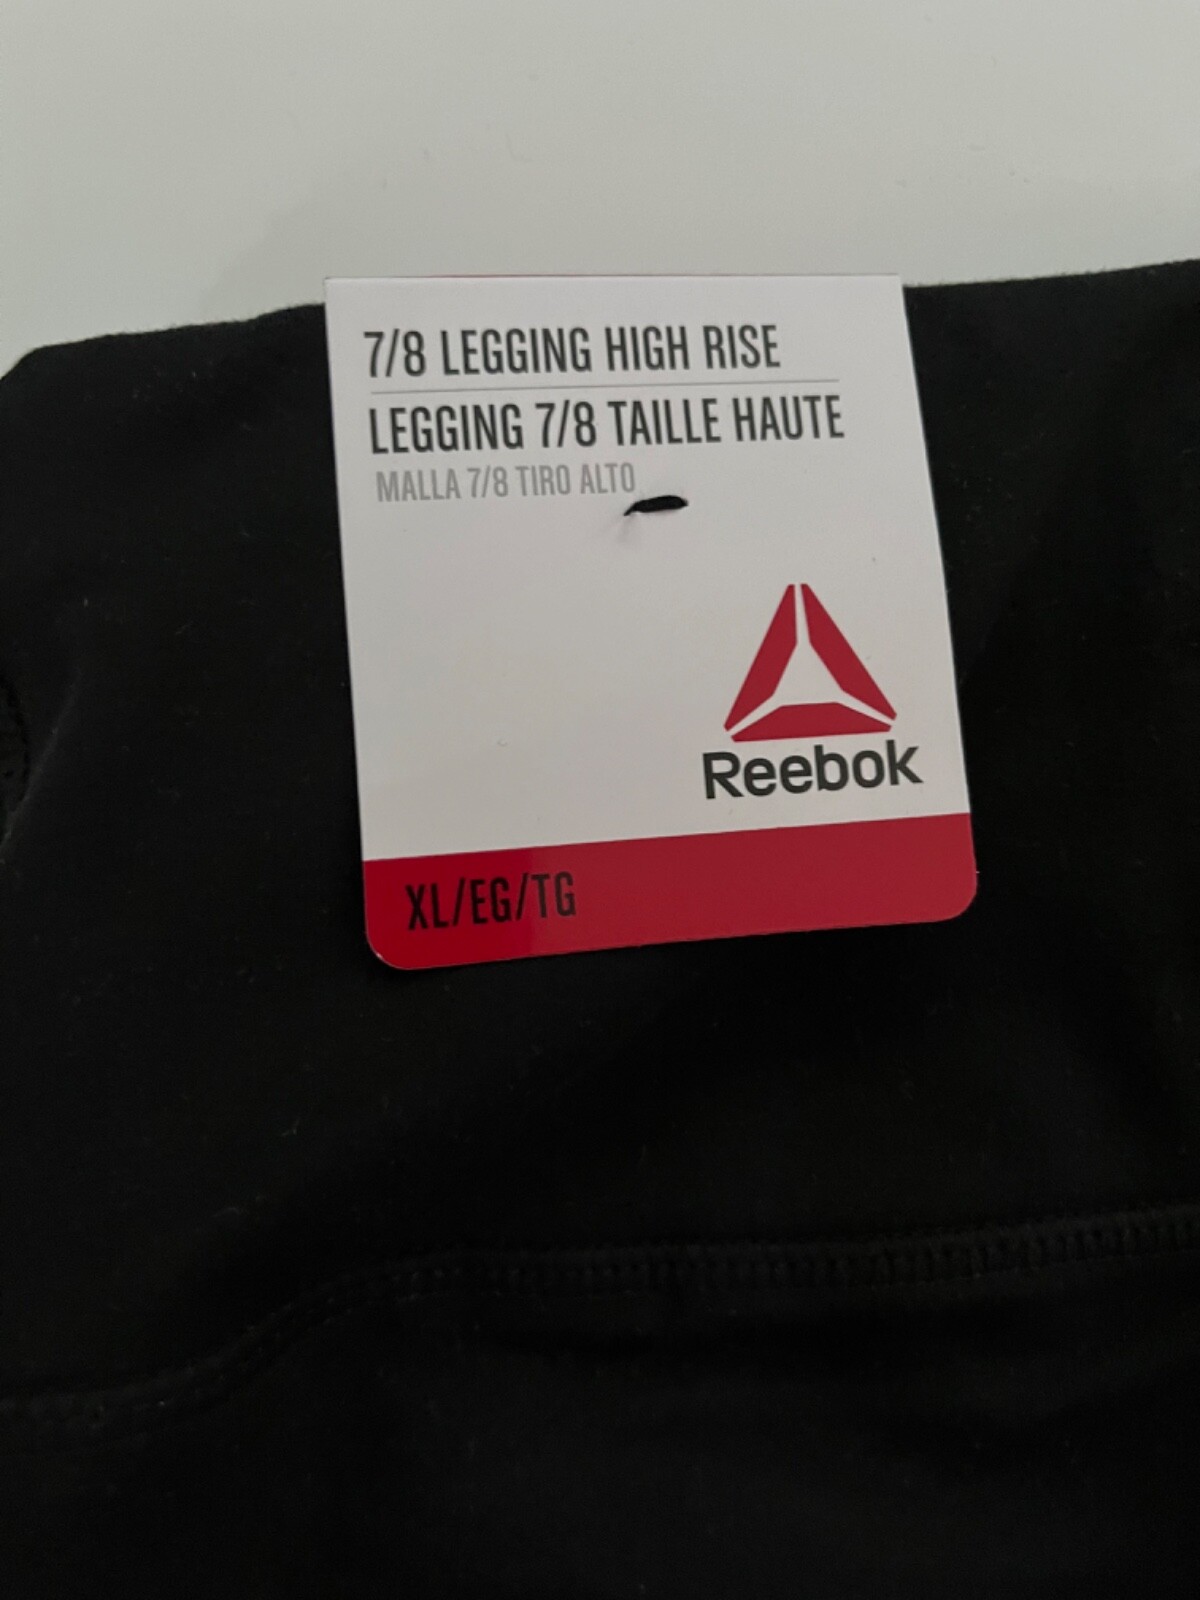 7/8 LEGGING HIGH RISE
LEGGING 7/8 TAILLE HAUTE
MALLA 7/8 TIRO ALTO
Reebok
XL/EG/TG